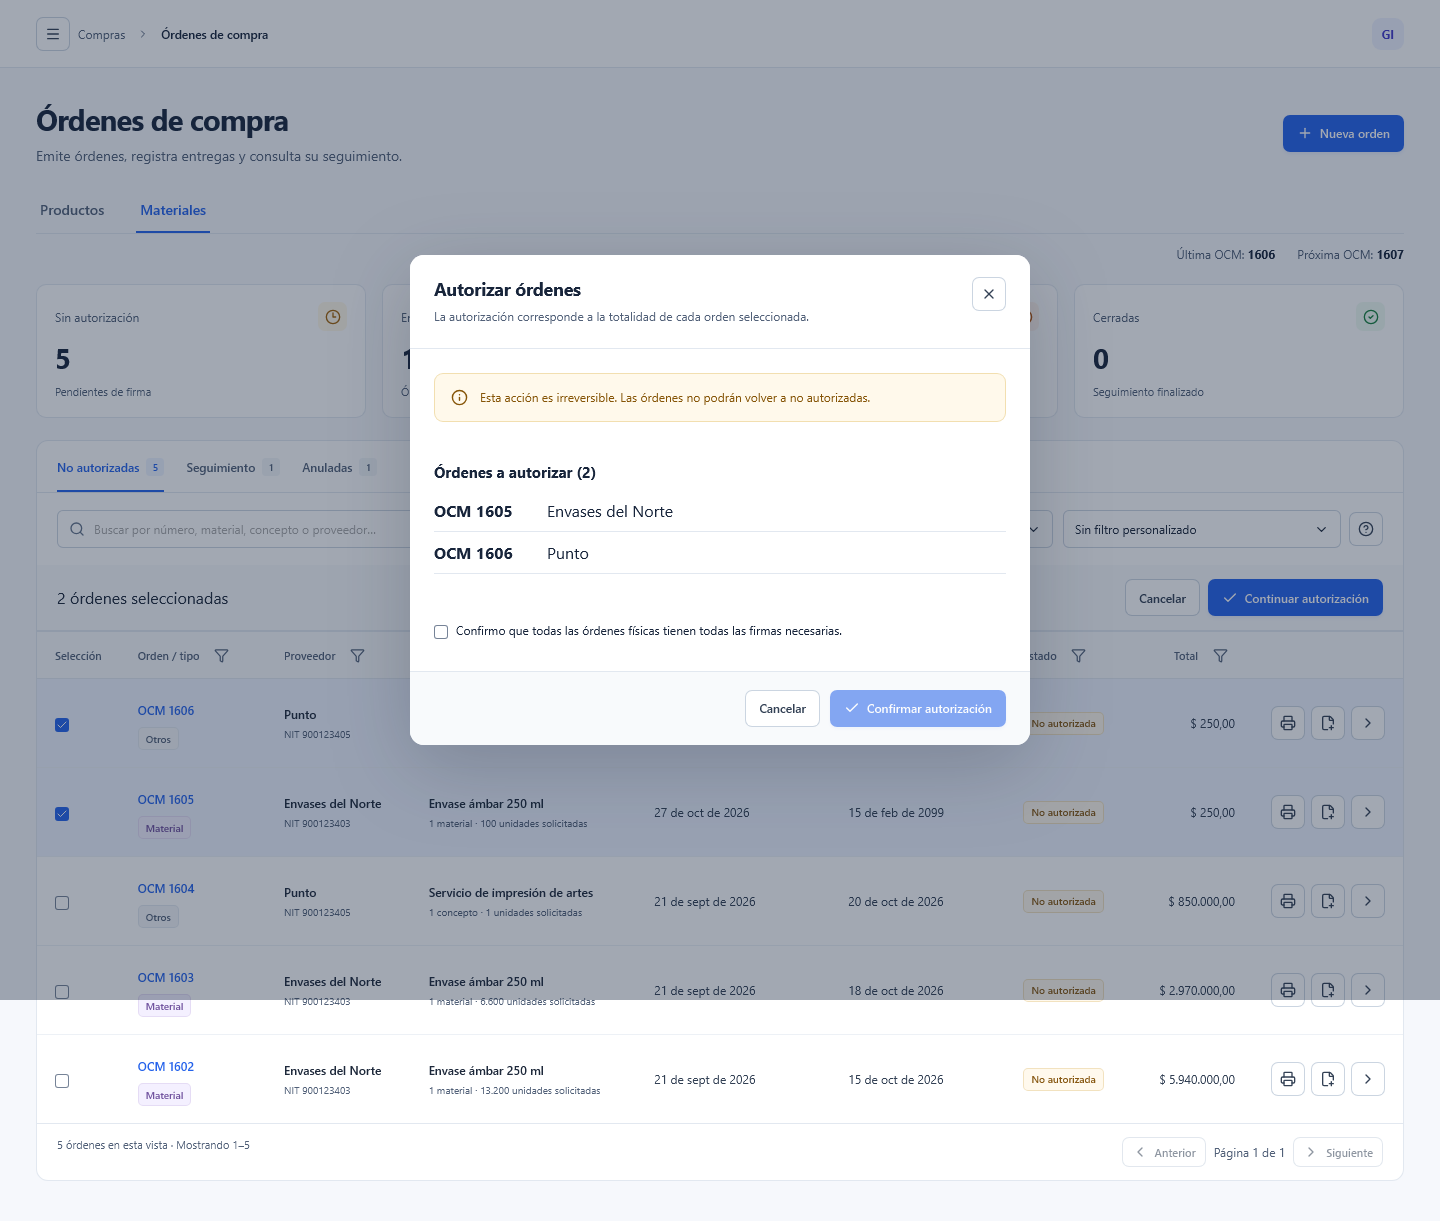 Compras
Órdenes de compra
GI
Órdenes de compra
Emite órdenes, registra entregas y consulta su seguimiento.
Nueva orden
Productos
Materiales
Última OCM: 1606
Próxima OCM: 1607
Sin autorización
5
Pendientes de firma
Cerradas
0
Seguimiento finalizado
Autorizar órdenes
La autorización corresponde a la totalidad de cada orden seleccionada.
Esta acción es irreversible. Las órdenes no podrán volver a no autorizadas.
Órdenes a autorizar (2)
OCM 1605 Envases del Norte
OCM 1606 Punto
Confirmo que todas las órdenes físicas tienen todas las firmas necesarias.
Cancelar
Confirmar autorización
No autorizadas 5
Seguimiento 1
Anuladas 1
Buscar por número, material, concepto o proveedor...
Sin filtro personalizado
2 órdenes seleccionadas
Cancelar
Continuar autorización
Selección
Orden / tipo
Proveedor
Total
OCM 1606
Otros
Punto
NIT 900123405
No autorizada
$ 250,00
OCM 1605
Material
Envases del Norte
NIT 900123403
Envase ámbar 250 ml
1 material · 100 unidades solicitadas
27 de oct de 2026
15 de feb de 2099
No autorizada
$ 250,00
OCM 1604
Otros
Punto
NIT 900123405
Servicio de impresión de artes
1 concepto · 1 unidades solicitadas
21 de sept de 2026
20 de oct de 2026
No autorizada
$ 850.000,00
OCM 1603
Material
Envases del Norte
NIT 900123403
Envase ámbar 250 ml
1 material · 6.600 unidades solicitadas
21 de sept de 2026
18 de oct de 2026
No autorizada
$ 2.970.000,00
OCM 1602
Material
Envases del Norte
NIT 900123403
Envase ámbar 250 ml
1 material · 13.200 unidades solicitadas
21 de sept de 2026
15 de oct de 2026
No autorizada
$ 5.940.000,00
5 órdenes en esta vista · Mostrando 1–5
Anterior
Página 1 de 1
Siguiente